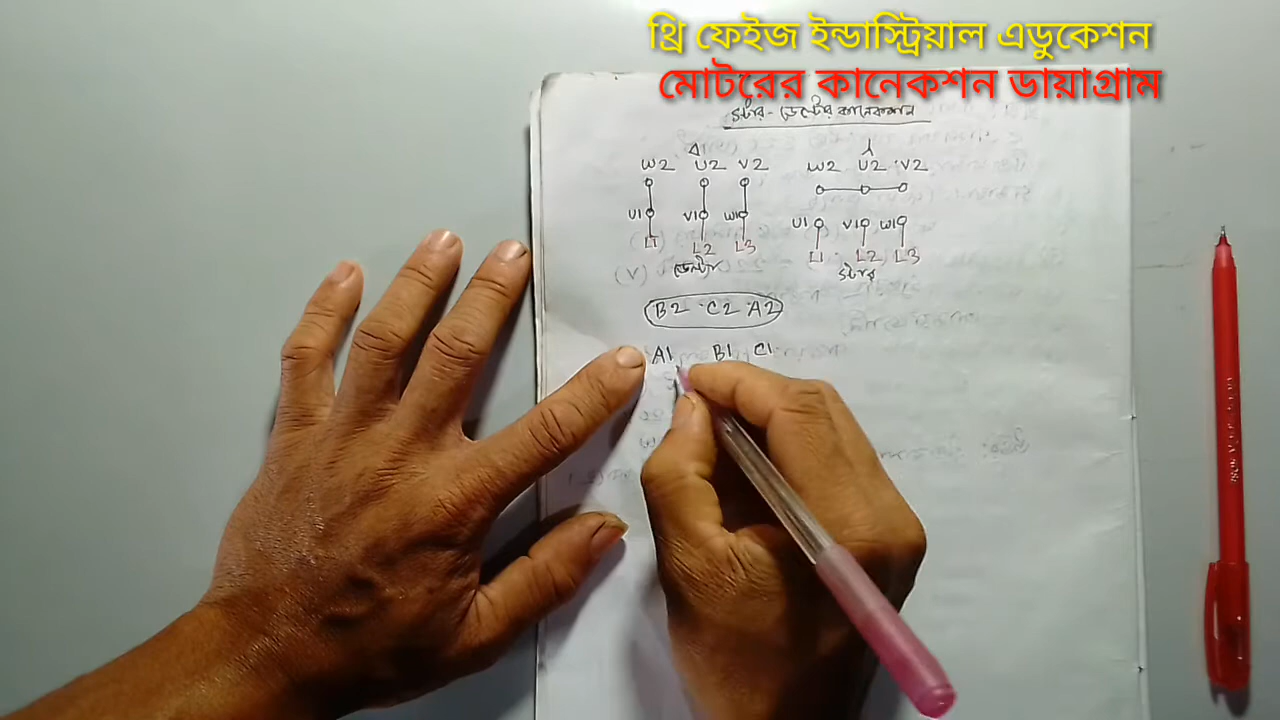 থ্রি ফেইজ ইন্ডাস্ট্রিয়াল এডুকেশন
মোটরের কানেকশন ডায়াগ্রাম
স্টার - ডেল্টার কানেকশন
W2 U2 V2
U1 V1 W1
L1 L2 L3
ডেল্টা
W2 U2 V2
U1 V1 W1
L1 L2 L3
স্টার
B2 C2 A2
A1 B1 C1